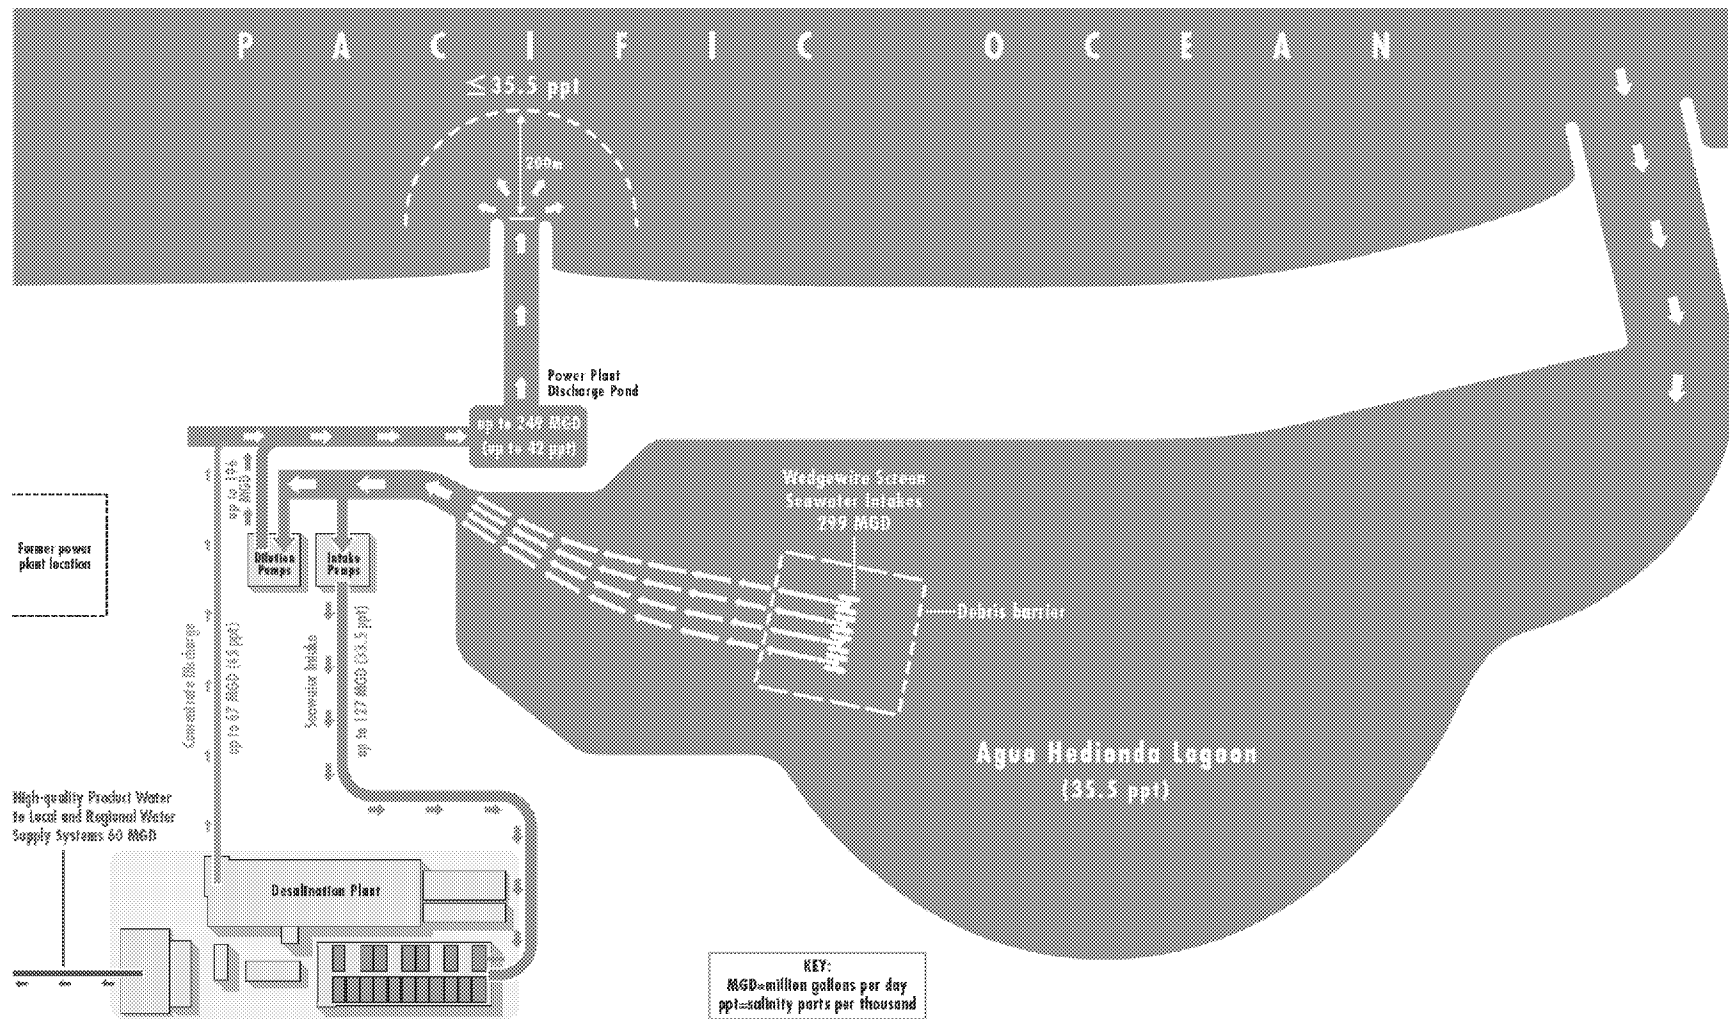 PACIFIC OCEAN
≤35.5 ppt
200m
Power Plant
Discharge Pond
up to 249 MGD
(up to 42 ppt)
up to
MGD
Wedgewire Screen
Seawater Intakes
299 MGD
Former power
plant location
Dilution
Pumps
Intake
Pumps
Debris barrier
Concentrate Discharge
up to 67 MGD (65 ppt)
Seawater Intake
up to 127 MGD (33.5 ppt)
Agua Hedionda Lagoon
(35.5 ppt)
High-quality Product Water
to Local and Regional Water
Supply Systems 60 MGD
Desalination Plant
KEY:
MGD=million gallons per day
ppt=salinity parts per thousand